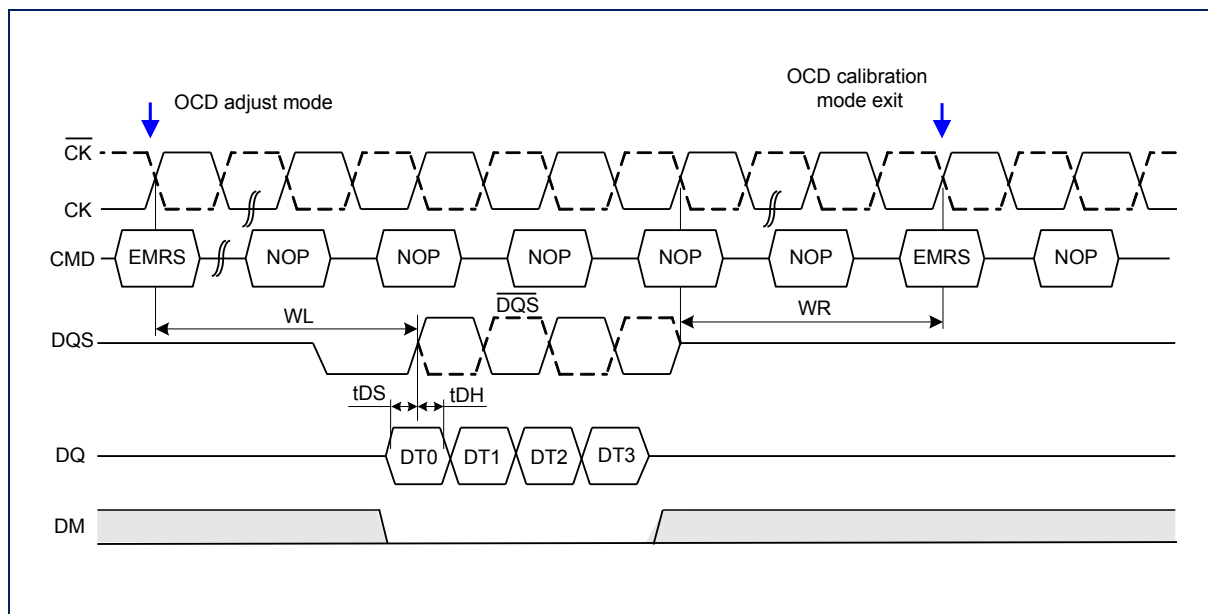 OCD adjust mode
OCD calibration
mode exit
CK
CK
CMD EMRS NOP NOP NOP NOP NOP EMRS NOP
WL DQS WR
DQS
tDS tDH
DQ DT0 DT1 DT2 DT3
DM